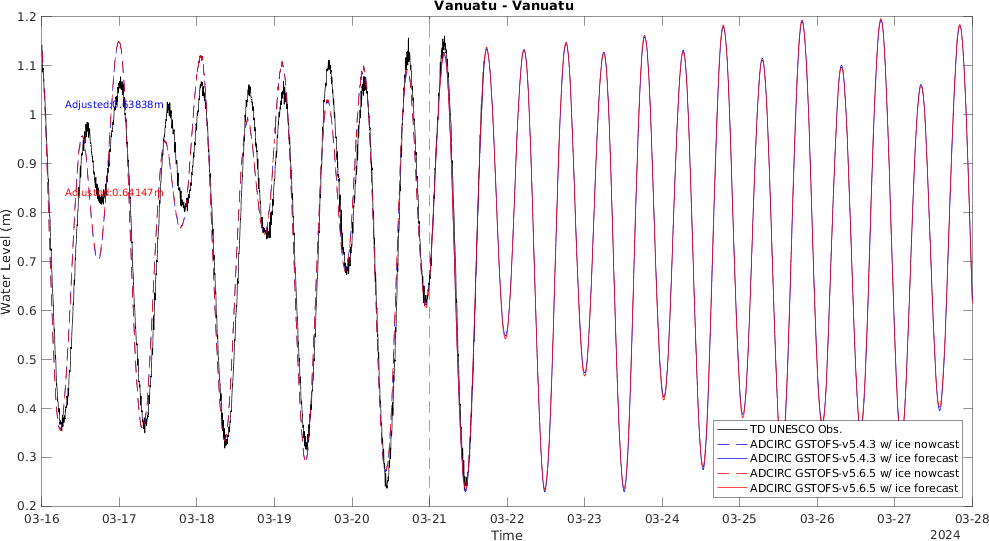 Vanuatu - Vanuatu
1.2
1.1
1
0.9
0.8
0.7
0.6
0.5
0.4
0.3
0.2
Water Level (m)
Adjusted:0.63838m
Adjusted:0.64147m
TD UNESCO Obs.
ADCIRC GSTOFS-v5.4.3 w/ ice nowcast
ADCIRC GSTOFS-v5.4.3 w/ ice forecast
ADCIRC GSTOFS-v5.6.5 w/ ice nowcast
ADCIRC GSTOFS-v5.6.5 w/ ice forecast
03-16 03-17 03-18 03-19 03-20 03-21 03-22 03-23 03-24 03-25 03-26 03-27 03-28
Time
2024